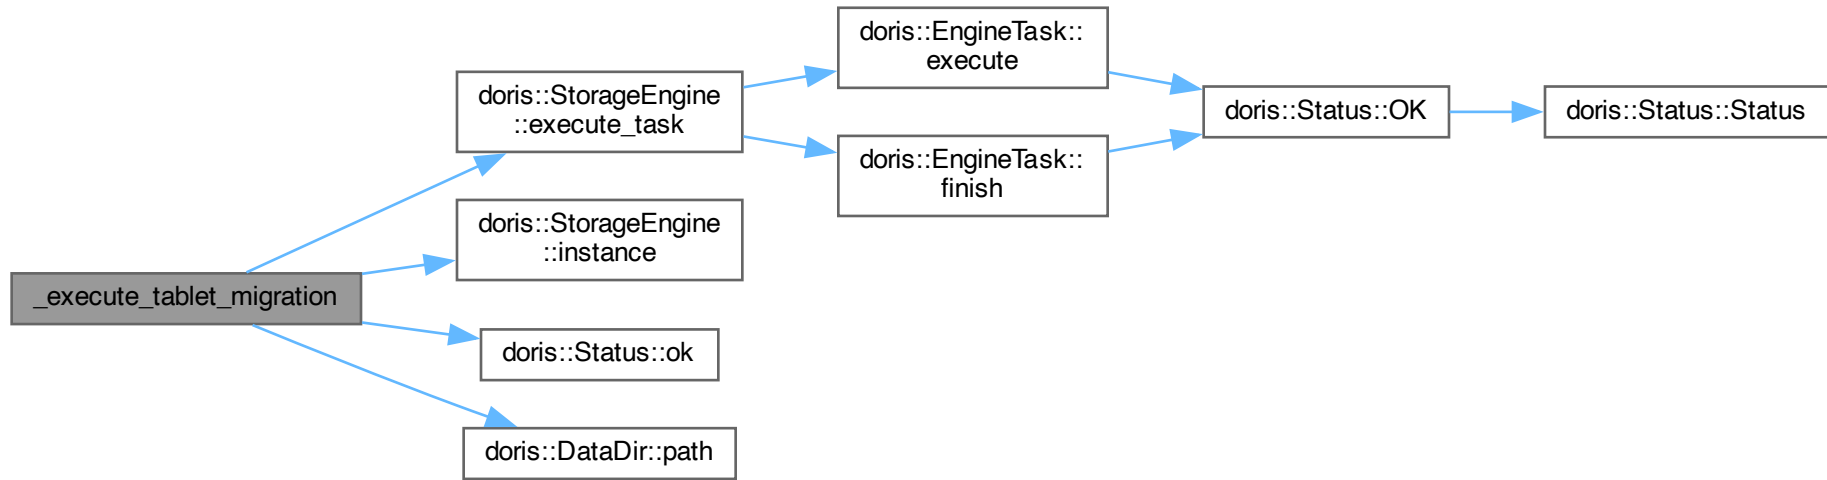 _execute_tablet_migration
doris::StorageEngine
::execute_task
doris::StorageEngine
::instance
doris::Status::ok
doris::DataDir::path
doris::EngineTask::
execute
doris::EngineTask::
finish
doris::Status::OK
doris::Status::Status